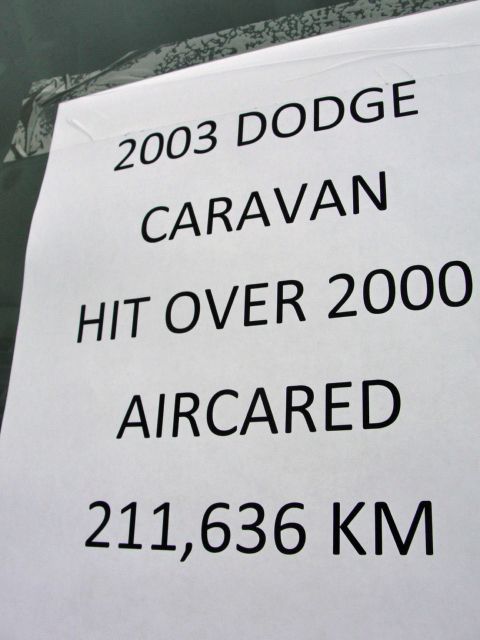 2003 DODGE
CARAVAN
HIT OVER 2000
AIRCARED
211,636 KM